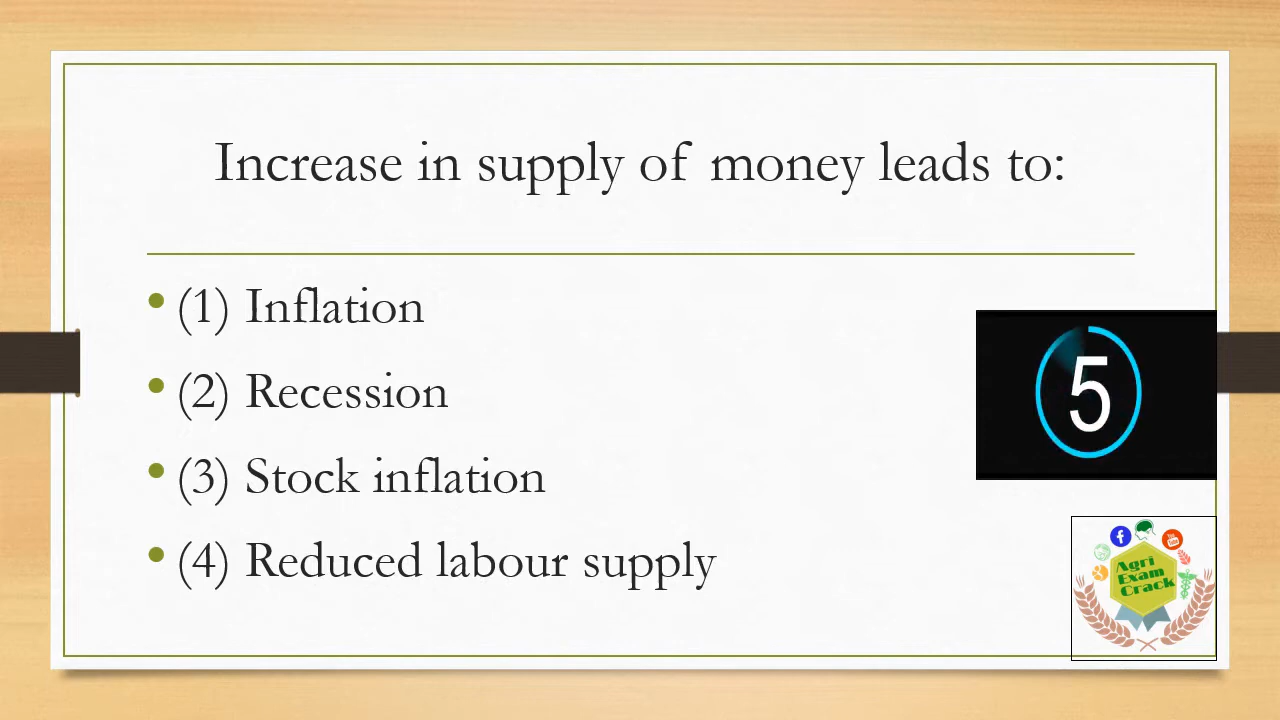 Increase in supply of money leads to:
(1) Inflation
(2) Recession
(3) Stock inflation
(4) Reduced labour supply
5
Agri
Exam
Crack